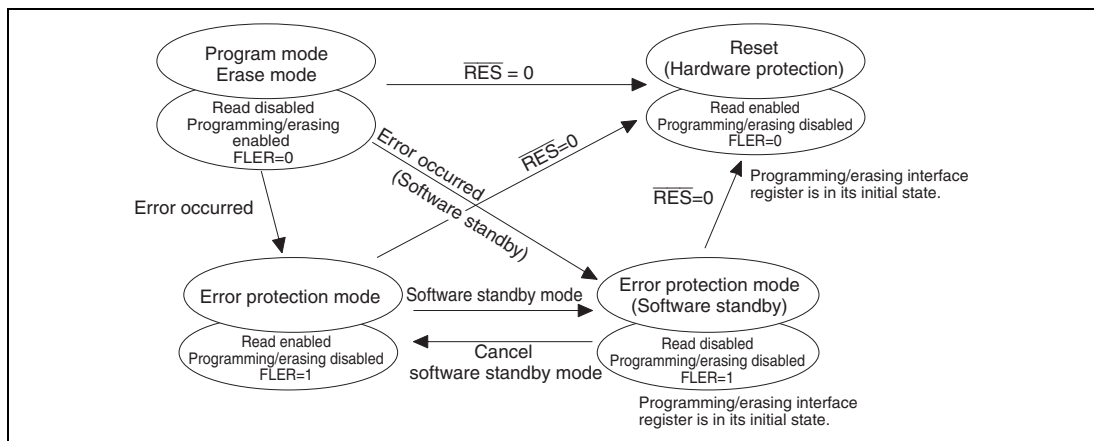 Program mode
Erase mode
Read disabled
Programming/erasing
enabled
FLER=0
R̅E̅S̅ = 0
Reset
(Hardware protection)
Read enabled
Programming/erasing disabled
FLER=0
Programming/erasing interface
register is in its initial state.
Error occurred
(Software standby)
R̅E̅S̅=0
R̅E̅S̅=0
Error occurred
Error protection mode
Read enabled
Programming/erasing disabled
FLER=1
Software standby mode
Cancel
software standby mode
Error protection mode
(Software standby)
Read disabled
Programming/erasing disabled
FLER=1
Programming/erasing interface
register is in its initial state.